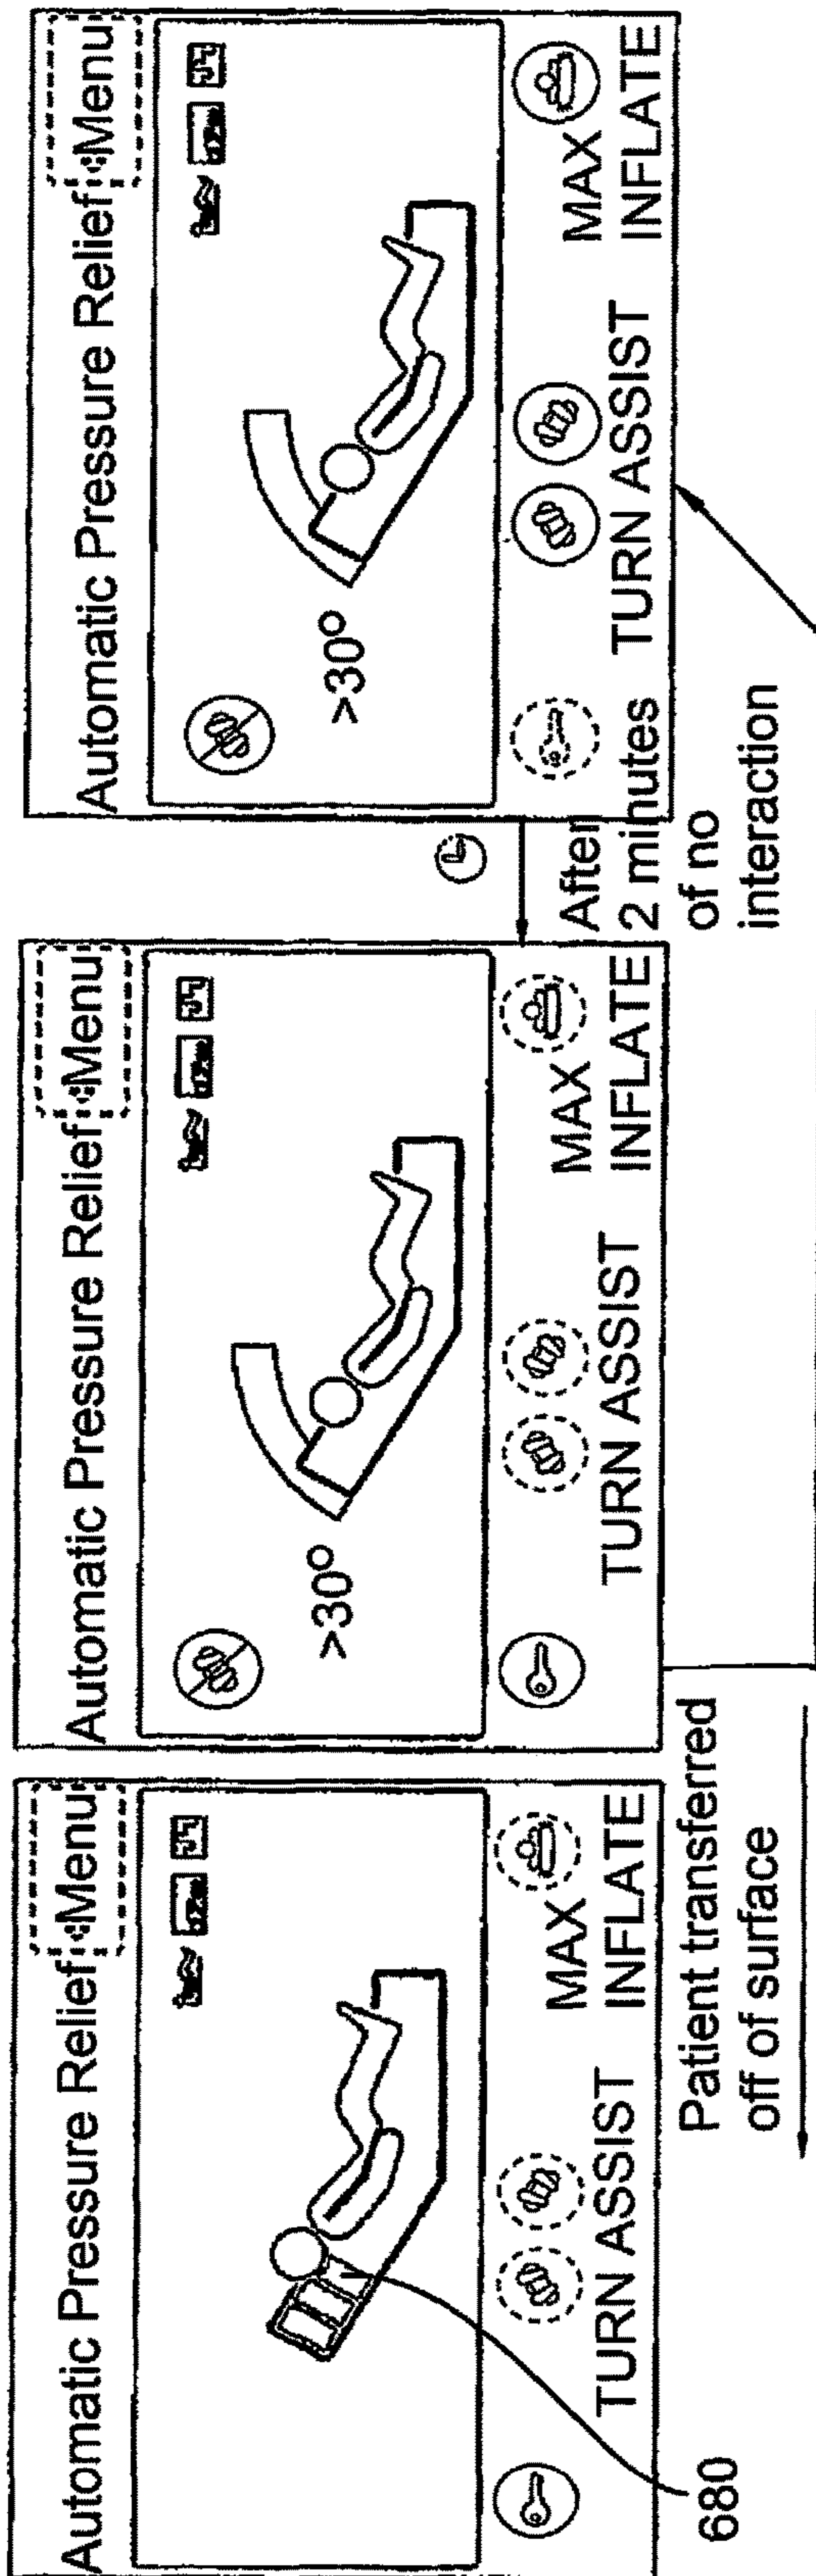 Automatic Pressure Relief
Menu
TURN ASSIST
MAX
INFLATE
680
Patient transferred
off of surface
Automatic Pressure Relief
Menu
>30°
TURN ASSIST
MAX
INFLATE
After
2 minutes
of no
interaction
Automatic Pressure Relief
Menu
>30°
TURN ASSIST
MAX
INFLATE